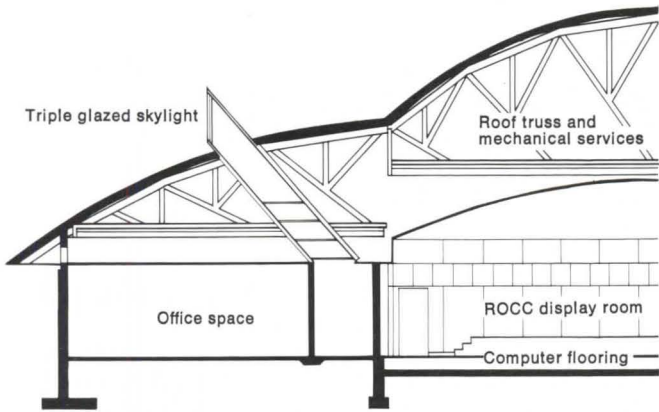 Triple glazed skylight
Roof truss and
mechanical services
Office space
ROCC display room
Computer flooring